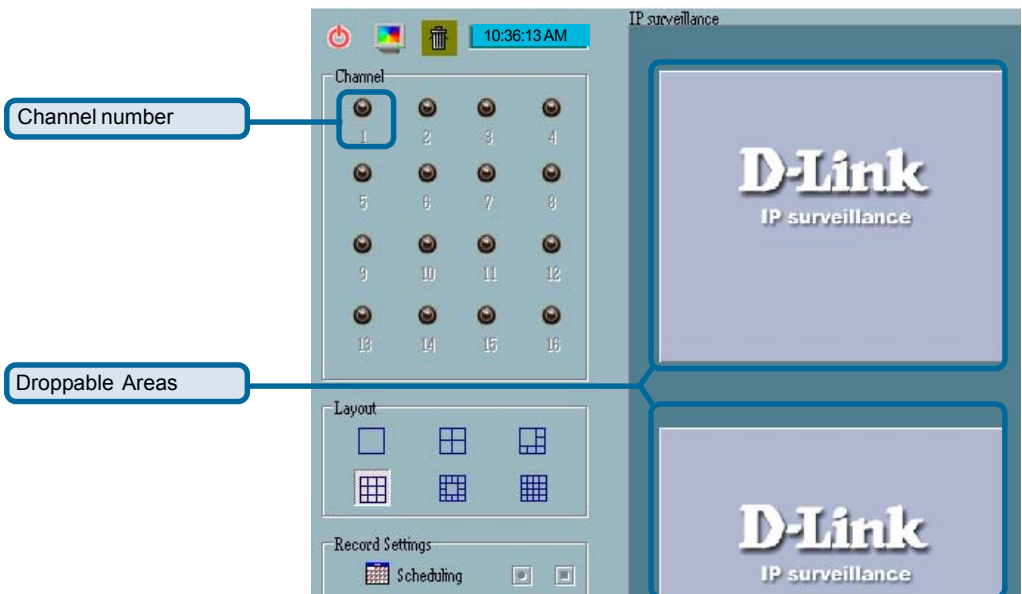 IP surveillance
10:36:13 AM
Channel
Channel number
1 2 3 4
5 6 7 8
9 10 11 12
13 14 15 16
D-Link
IP surveillance
Droppable Areas
Layout
Record Settings
Scheduling
D-Link
IP surveillance